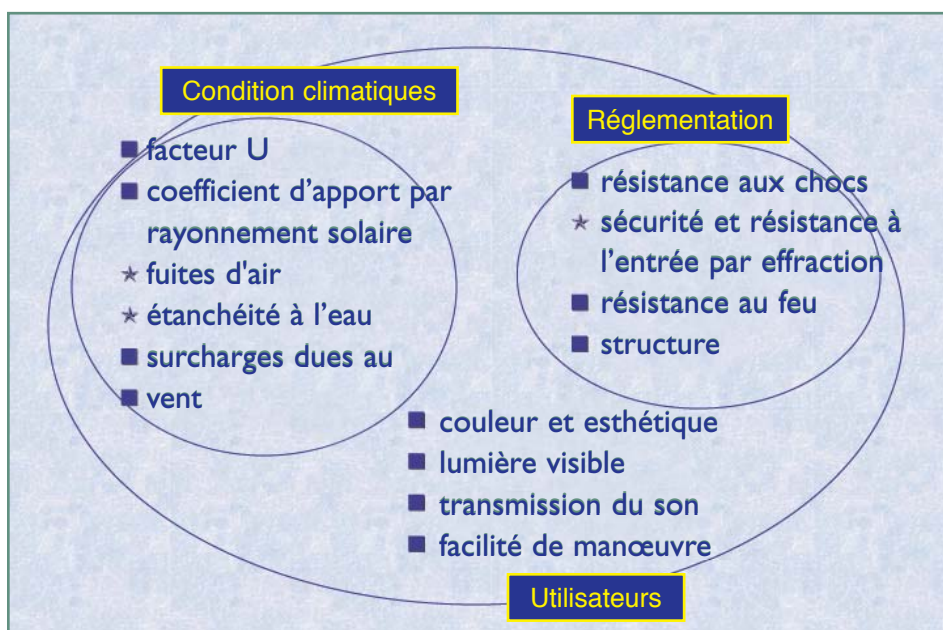 Condition climatiques
■ facteur U
■ coefficient d'apport par
rayonnement solaire
★ fuites d'air
★ étanchéité à l'eau
■ surcharges dues au
■ vent
Réglementation
■ résistance aux chocs
★ sécurité et résistance à
l'entrée par effraction
■ résistance au feu
■ structure
■ couleur et esthétique
■ lumière visible
■ transmission du son
■ facilité de manœuvre
Utilisateurs